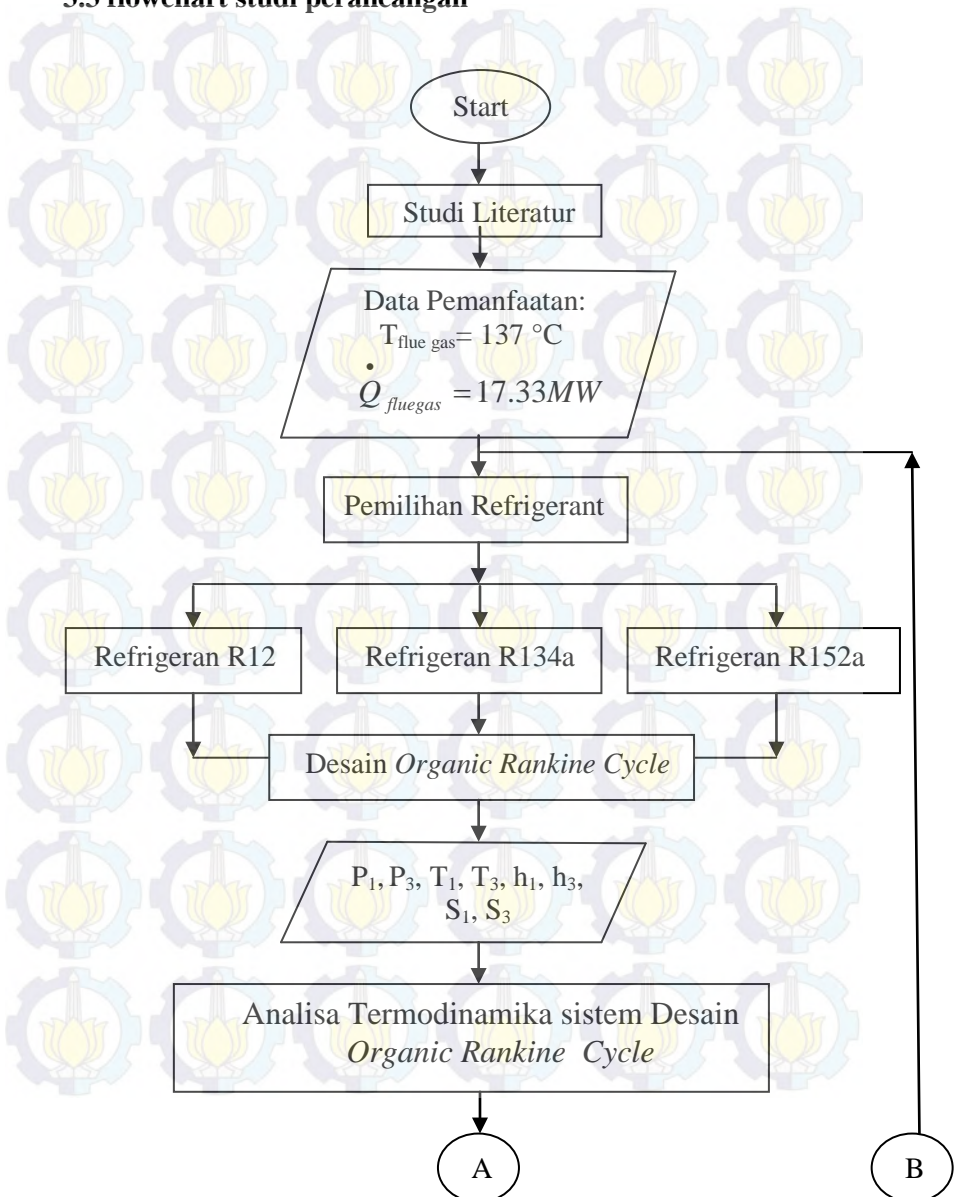 3.3 flowchart studi perancangan
Start
Studi Literatur
Data Pemanfaatan:
T flue gas= 137 °C
Q̇ fluegas = 17.33MW
Pemilihan Refrigerant
Refrigeran R12
Refrigeran R134a
Refrigeran R152a
Desain Organic Rankine Cycle
P₁, P₃, T₁, T₃, h₁, h₃,
S₁, S₃
Analisa Termodinamika sistem Desain
Organic Rankine Cycle
A
B